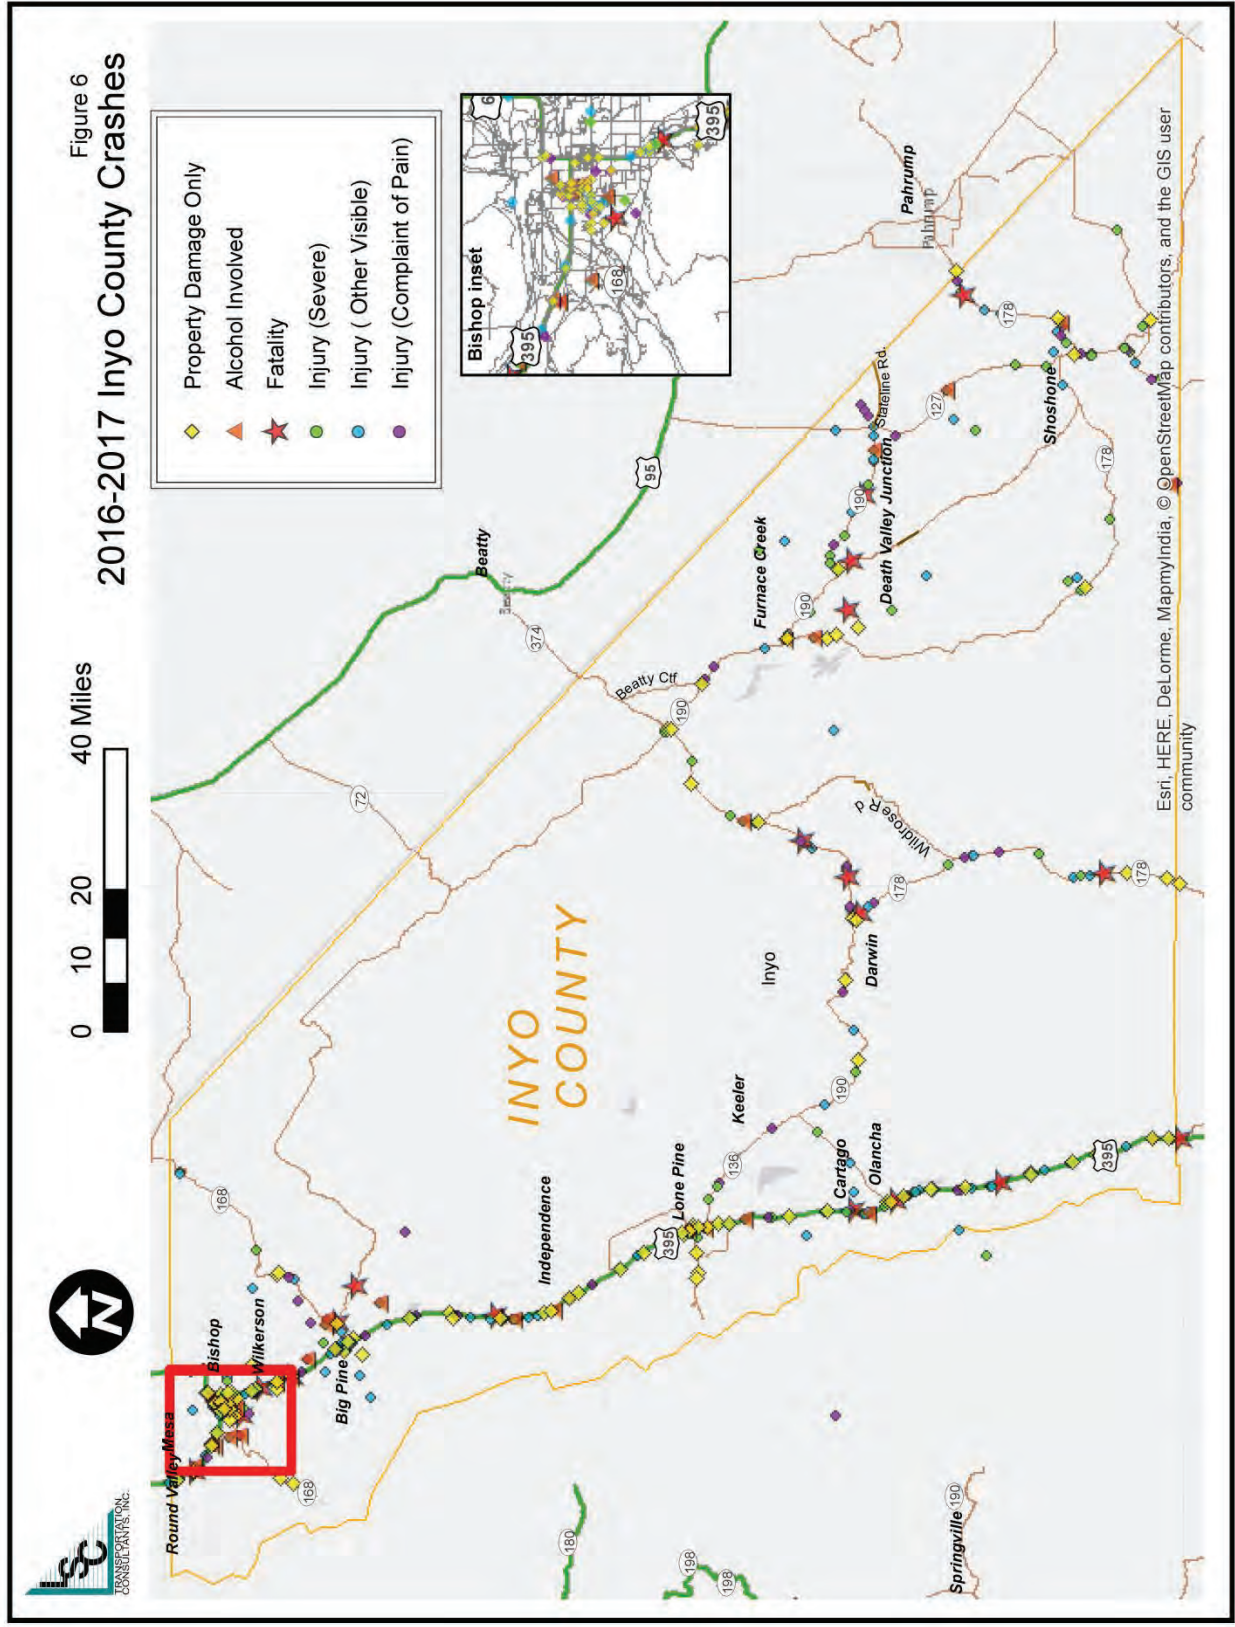 Figure 6
2016-2017 Inyo County Crashes
0 10 20 40 Miles
N
LSC
TRANSPORTATION
CONSULTANTS, INC.
Property Damage Only
Alcohol Involved
Fatality
Injury (Severe)
Injury ( Other Visible)
Injury (Complaint of Pain)
Bishop inset
395
6
168
395
Round Valley
Mesa
Bishop
Wilkerson
168
168
Big Pine
Independence
Lone Pine
395
136
Keeler
Cartago
Olancha
190
395
INYO
COUNTY
Inyo
Darwin
178
Wildrose Rd
178
72
374
Beatty
Beatty
95
Beatty Ctf
190
Furnace Creek
190
190
Death Valley Junction
Stateline Rd.
127
Shoshone
178
178
Pahrump
Pahrump
180
198
198
Springville
190
Esri, HERE, DeLorme, MapmyIndia, © OpenStreetMap contributors, and the GIS user
community